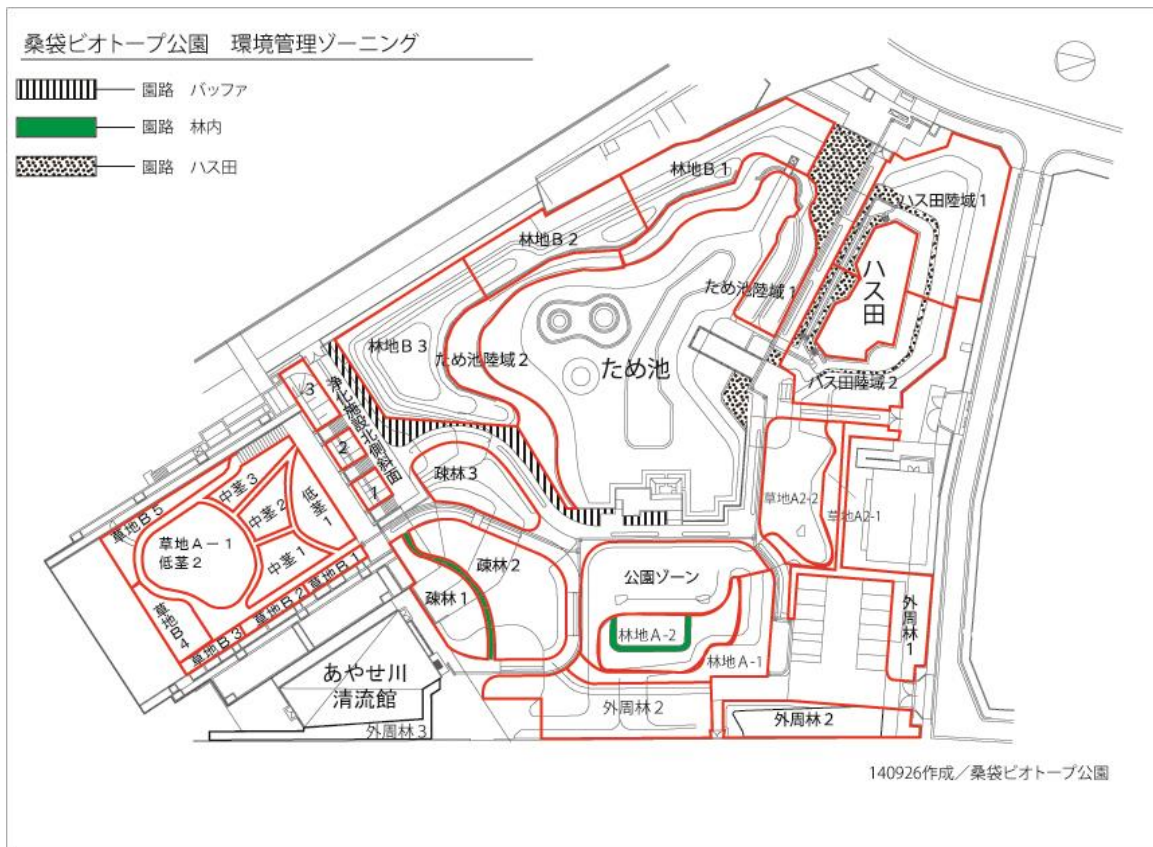 桑袋ビオトープ公園 環境管理ゾーニング
園路 バッファ
園路 林内
園路 ハス田
林地B 1
林地B 2
林地B 3
ため池陸域 1
ため池陸域 2
ため池
ハス田陸域 1
ハス田
ハス田陸域 2
3
2
1
浄化施設北側斜面
疎林 3
疎林 2
疎林 1
草地A2-2
草地A2-1
草地B 5
中茎 3
中茎 2
低茎 1
草地A-1
低茎 2
中茎 1
草地B 4
草地B 3
草地B 2
草地B 1
公園ゾーン
林地A-2
林地A-1
外周林 1
外周林 2
外周林 2
外周林 3
あやせ川
清流館
140926作成／桑袋ビオトープ公園